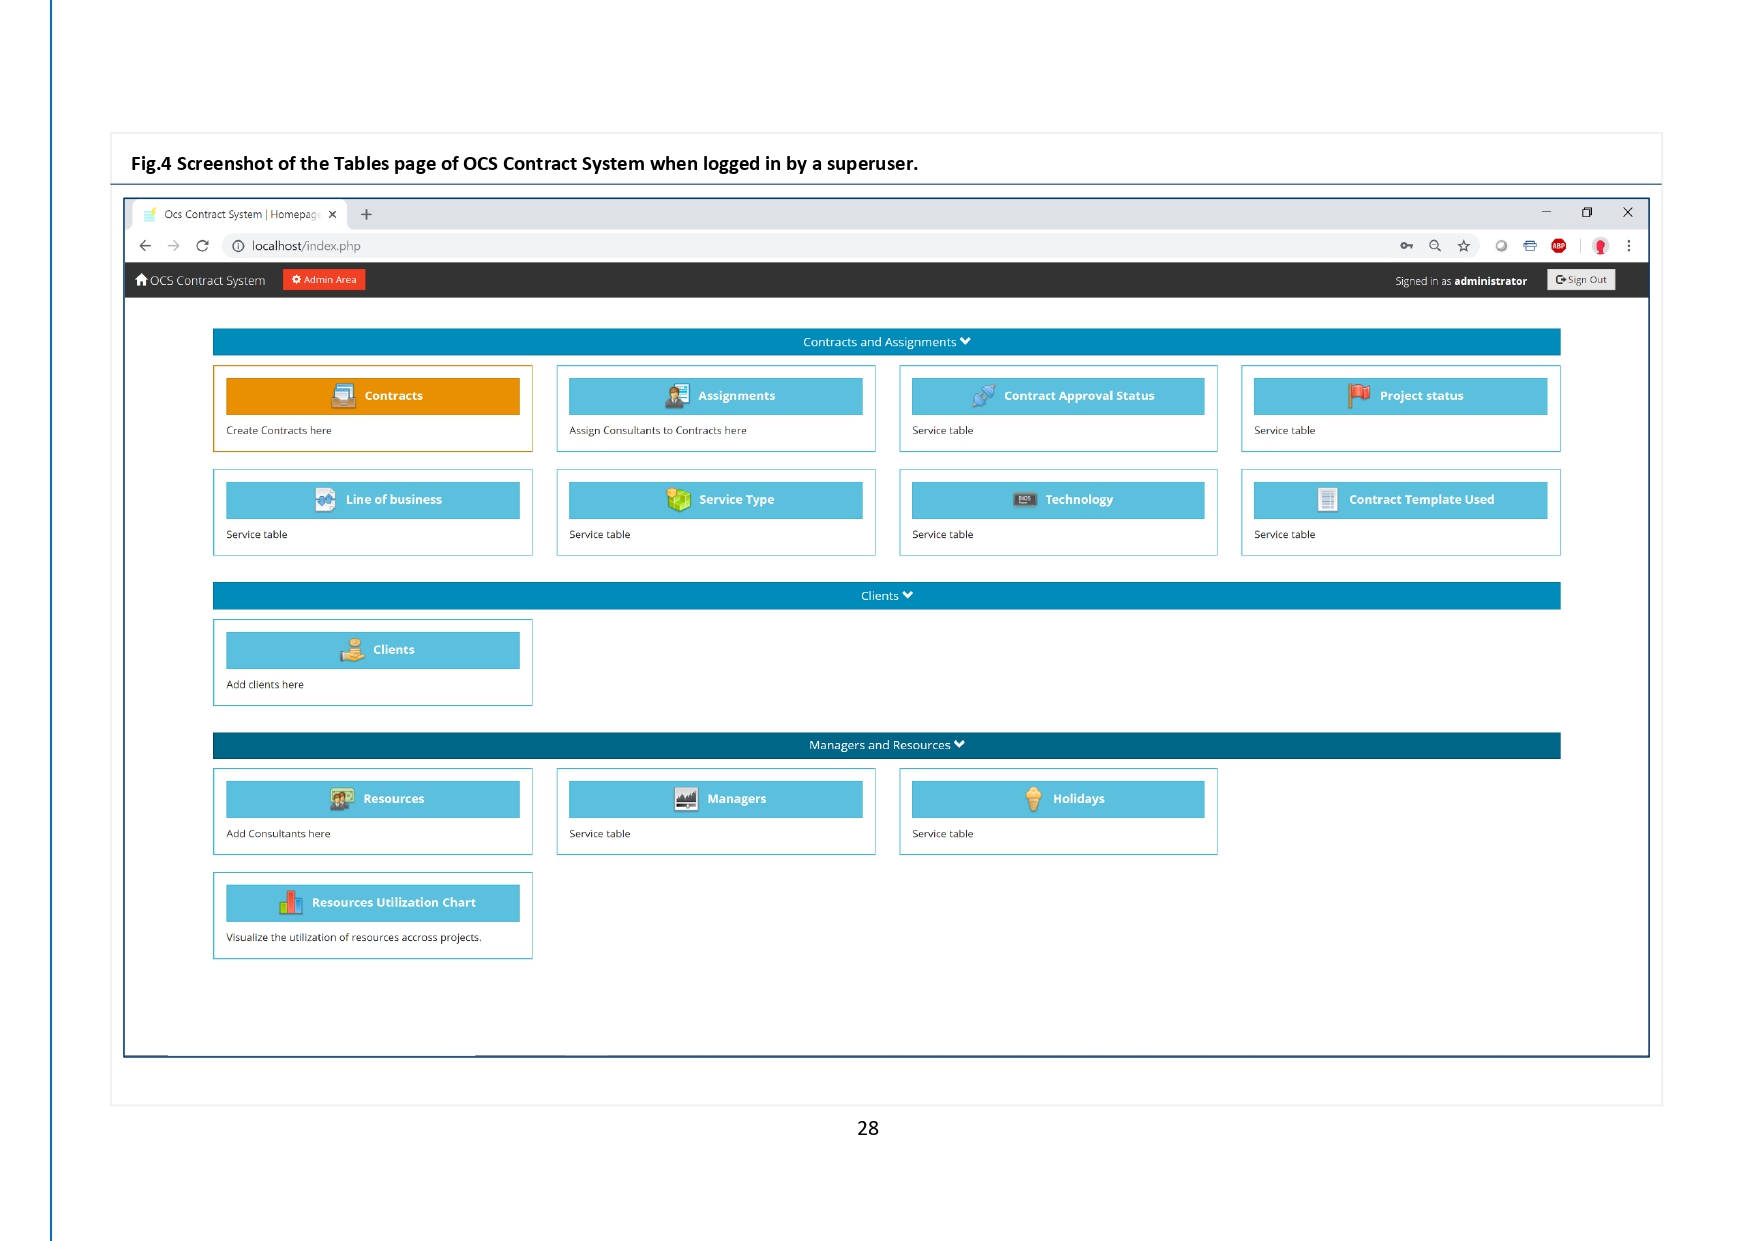 Fig.4 Screenshot of the Tables page of OCS Contract System when logged in by a superuser.
Ocs Contract System | Homepag
localhost/index.php
ABP
OCS Contract System Admin Area Signed in as administrator Sign Out
Contracts and Assignments
Contracts Assignments Contract Approval Status Project status
Create Contracts here Assign Consultants to Contracts here Service table Service table
Line of business Service Type Technology Contract Template Used
Service table Service table Service table Service table
Clients
Clients
Add clients here
Managers and Resources
Resources Managers Holidays
Add Consultants here Service table Service table
Resources Utilization Chart
Visualize the utilization of resources accross projects.
28